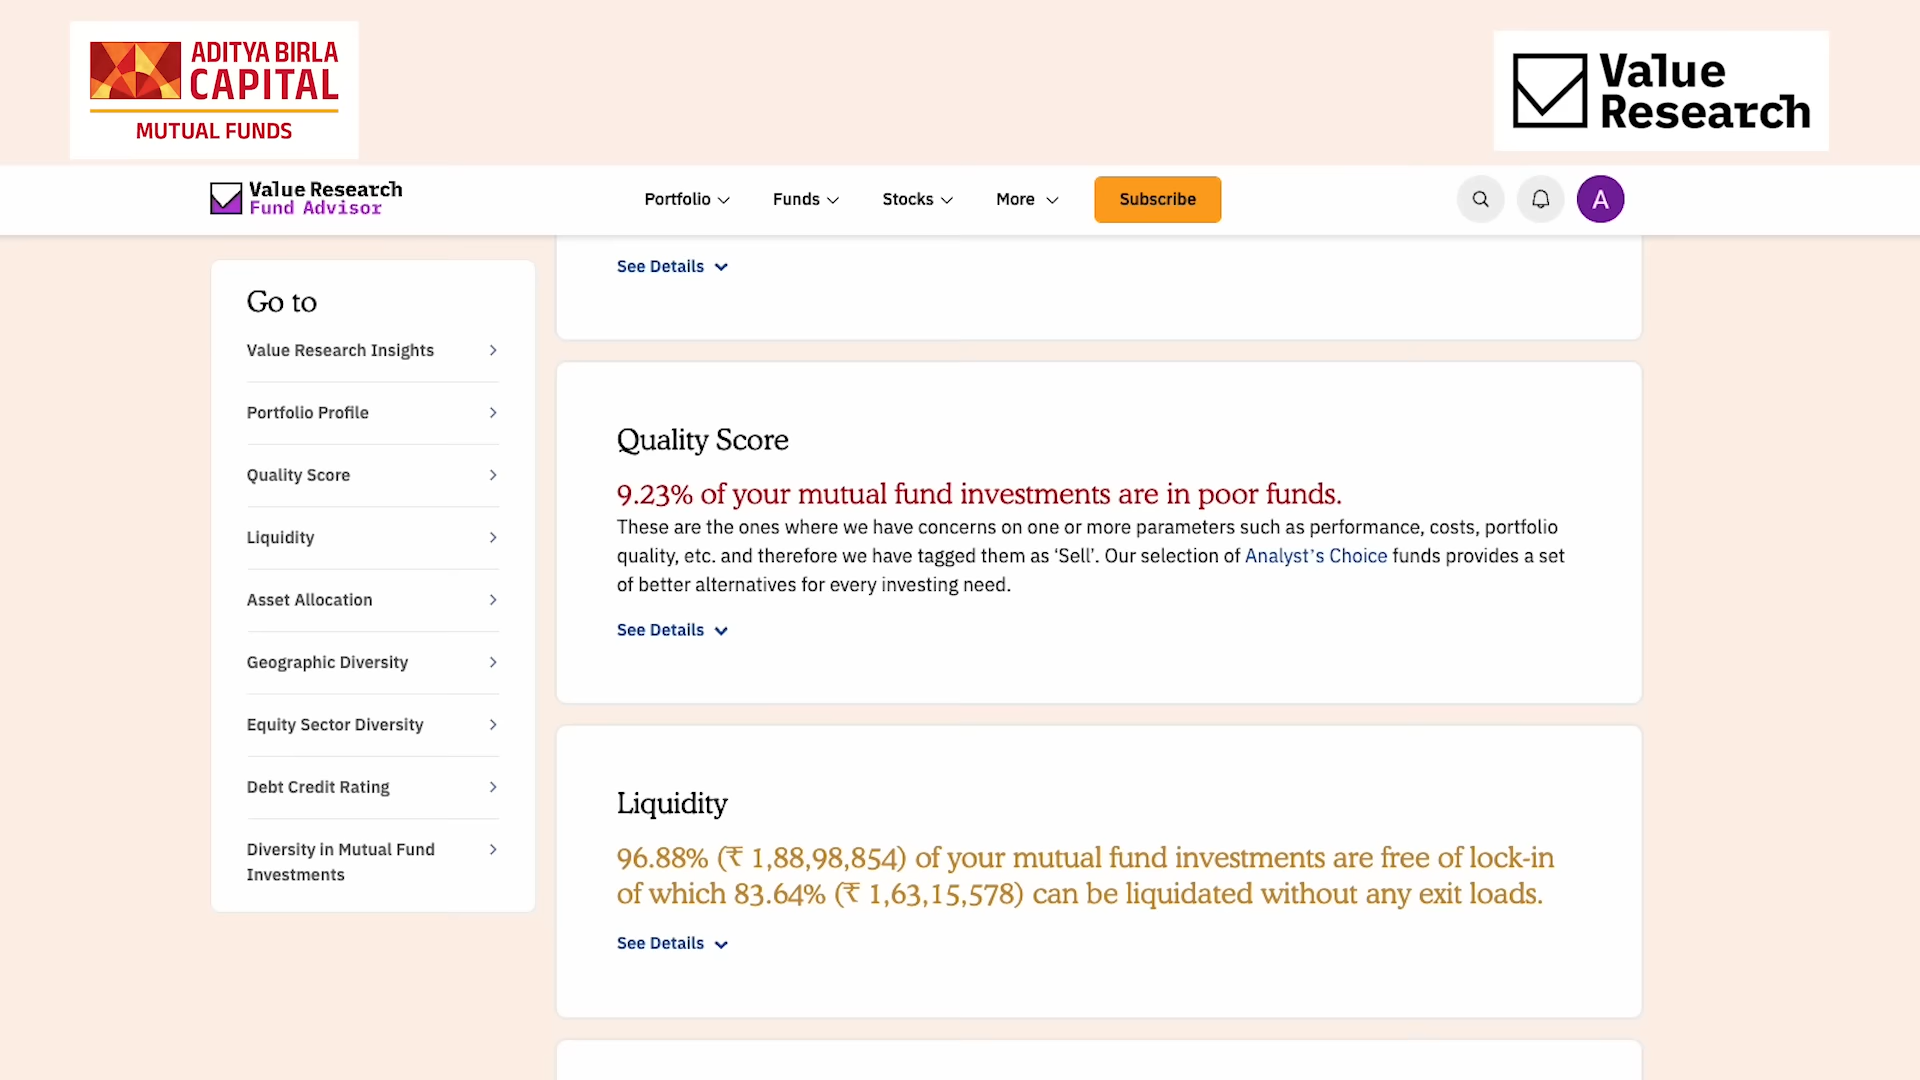 ADITYA BIRLA
CAPITAL
MUTUAL FUNDS
Value
Research
Value Research
Fund Advisor
Portfolio
Funds
Stocks
More
Subscribe
A
Go to
Value Research Insights
Portfolio Profile
Quality Score
Liquidity
Asset Allocation
Geographic Diversity
Equity Sector Diversity
Debt Credit Rating
Diversity in Mutual Fund
Investments
See Details
Quality Score
9.23% of your mutual fund investments are in poor funds.
These are the ones where we have concerns on one or more parameters such as performance, costs, portfolio
quality, etc. and therefore we have tagged them as ‘Sell’. Our selection of Analyst’s Choice funds provides a set
of better alternatives for every investing need.
See Details
Liquidity
96.88% (₹ 1,88,98,854) of your mutual fund investments are free of lock-in
of which 83.64% (₹ 1,63,15,578) can be liquidated without any exit loads.
See Details